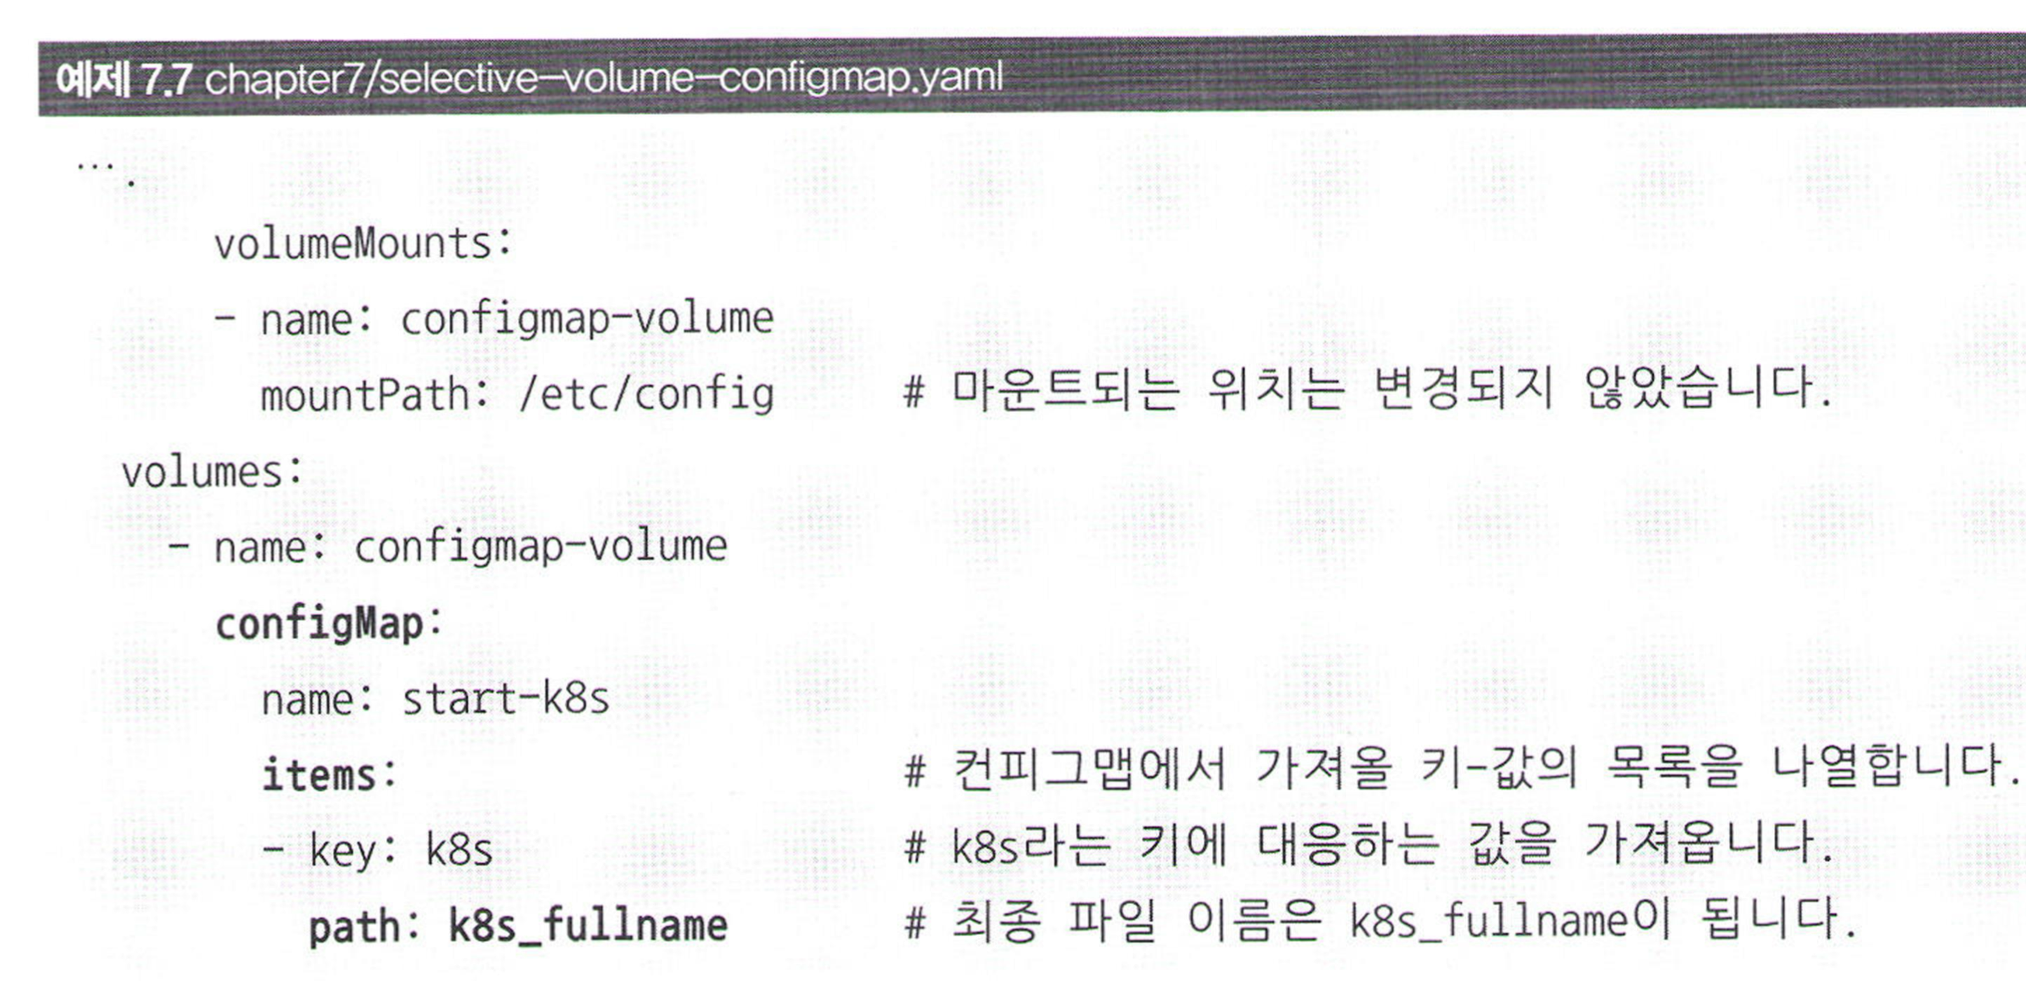 예제 7.7 chapter7/selective-volume-configmap.yaml
... .
volumeMounts:
- name: configmap-volume
mountPath: /etc/config # 마운트되는 위치는 변경되지 않았습니다.
volumes:
- name: configmap-volume
configMap:
name: start-k8s
items: # 컨피그맵에서 가져올 키-값의 목록을 나열합니다.
- key: k8s # k8s라는 키에 대응하는 값을 가져옵니다.
path: k8s_fullname # 최종 파일 이름은 k8s_fullname이 됩니다.